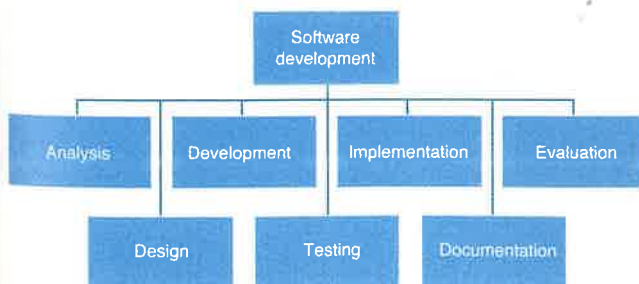 Software
development
Analysis
Development
Implementation
Evaluation
Design
Testing
Documentation